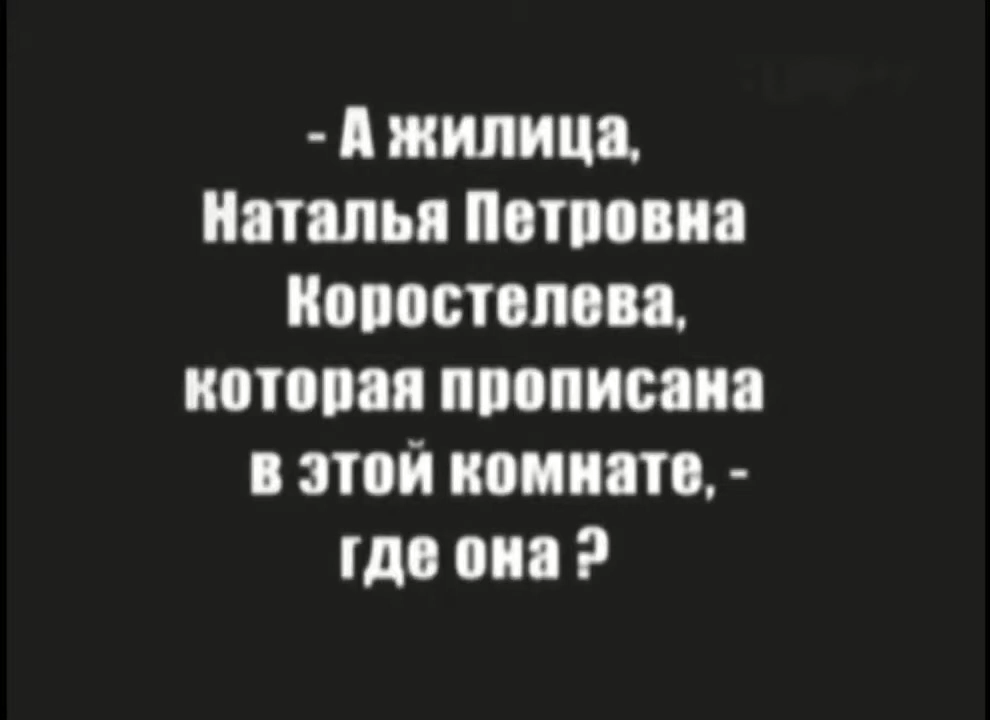 - А жилица,
Наталья Петровна
Коростелева,
которая прописана
в этой комнате, -
где она ?